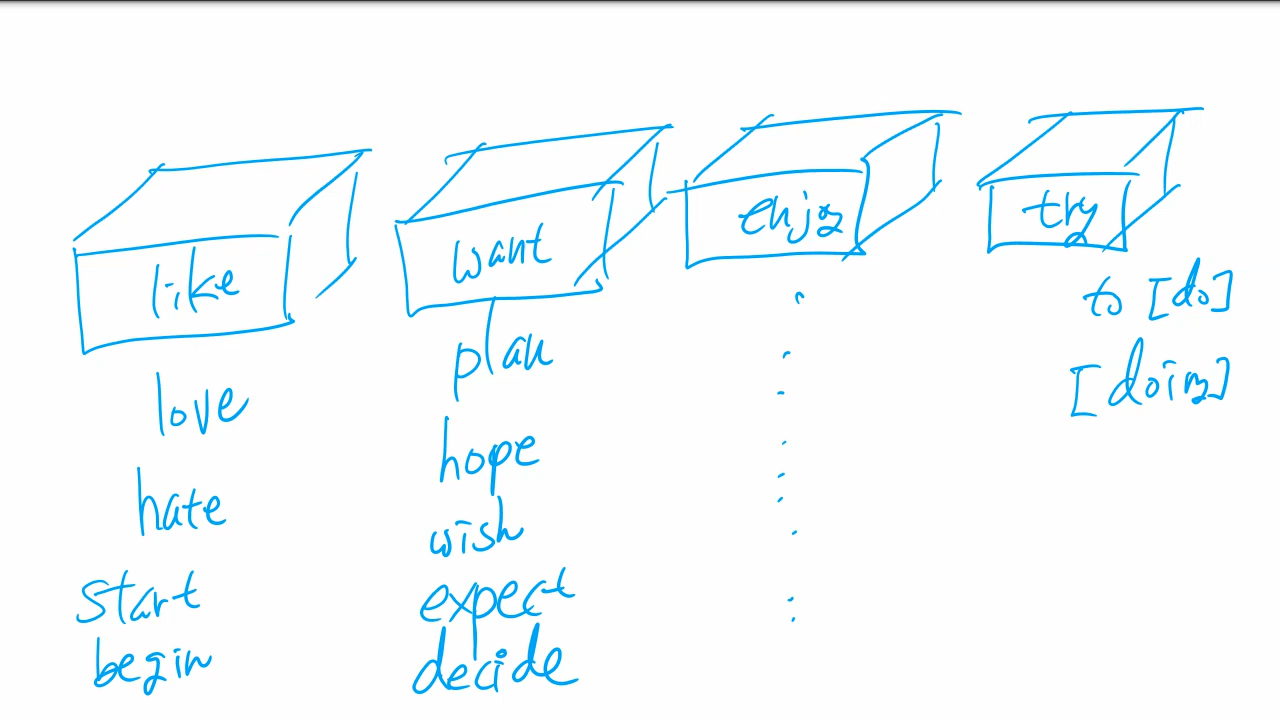 like
love
hate
start
begin
want
plan
hope
wish
expect
decide
enjoy
try
to [do]
[doing]